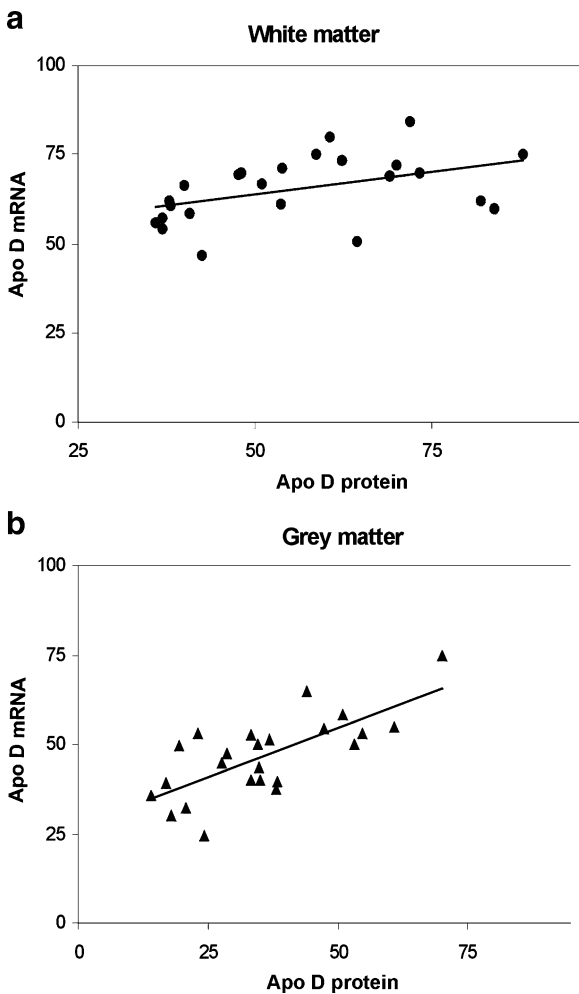 a
White matter
100
75
50
25
0
Apo D mRNA
25 50 75
Apo D protein
b
Grey matter
100
75
50
25
0
Apo D mRNA
0 25 50 75
Apo D protein